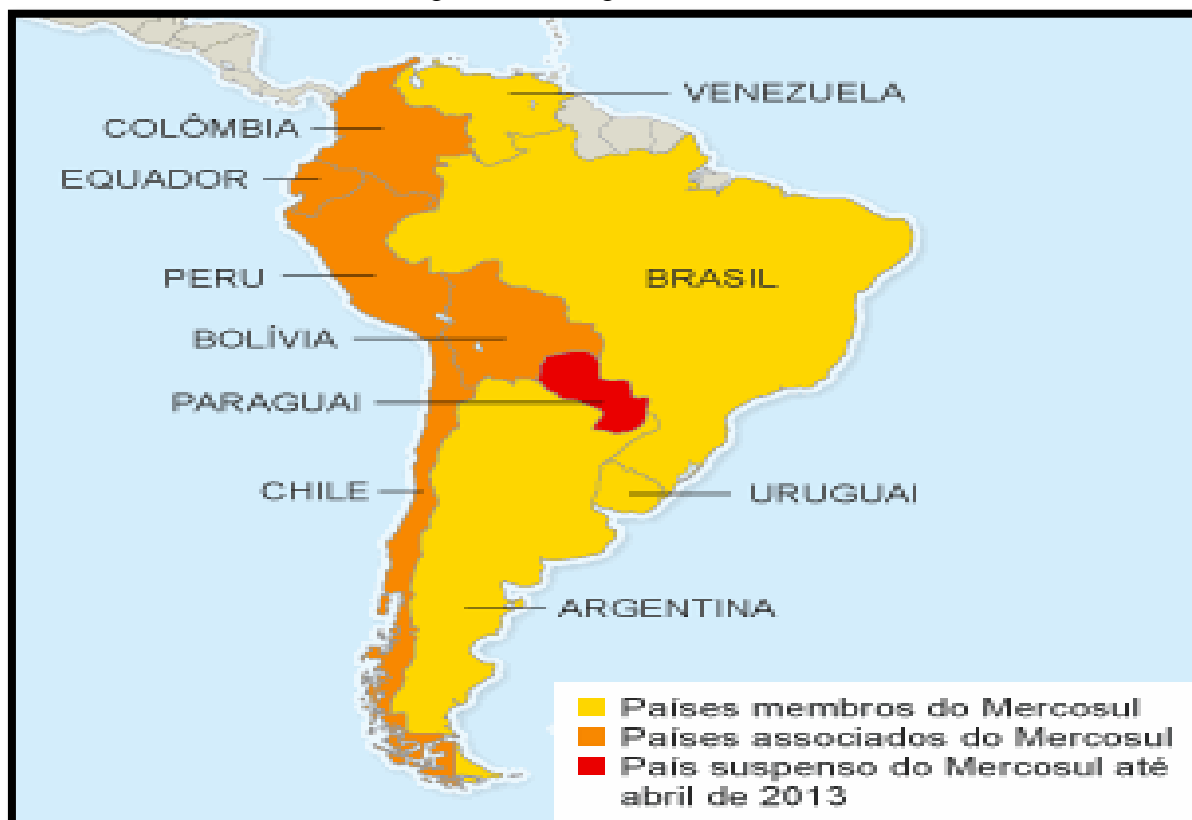 VENEZUELA
COLÔMBIA
EQUADOR
PERU
BRASIL
BOLÍVIA
PARAGUAI
CHILE
URUGUAI
ARGENTINA
Países membros do Mercosul
Países associados do Mercosul
País suspenso do Mercosul até
abril de 2013